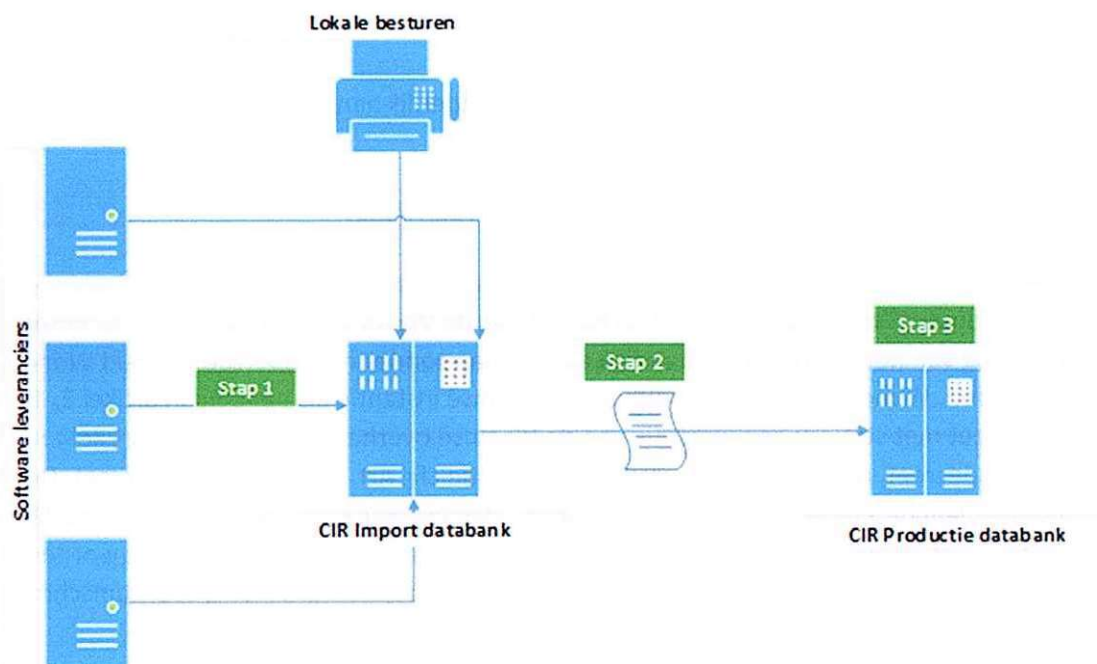 Lokale besturen
Software leveranciers
Stap 1
Stap 2
Stap 3
CIR Import databank
CIR Productie databank